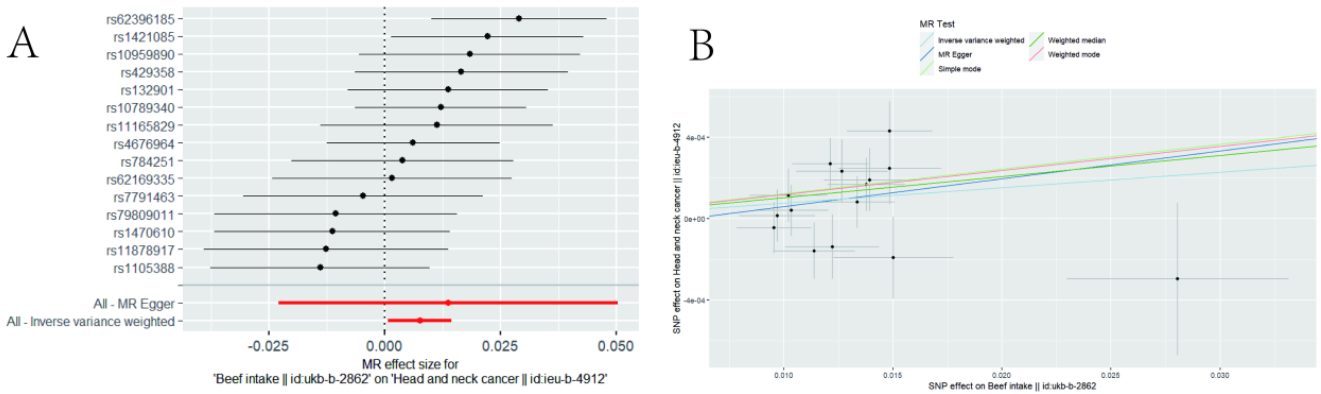 A
rs62396185
rs1421085
rs10959890
rs429358
rs132901
rs10789340
rs11165829
rs4676964
rs784251
rs62169335
rs7791463
rs79809011
rs1470610
rs11878917
rs1105388
All - MR Egger
All - Inverse variance weighted
-0.025 0.000 0.025 0.050
MR effect size for
'Beef intake || id:ukb-b-2862' on 'Head and neck cancer || id:ieu-b-4912'
B
MR Test
Inverse variance weighted Weighted median
MR Egger Weighted mode
Simple mode
SNP effect on Head and neck cancer || id:ieu-b-4912
4e-04
0e+00
-4e-04
0.010 0.015 0.020 0.025 0.030
SNP effect on Beef intake || id:ukb-b-2862